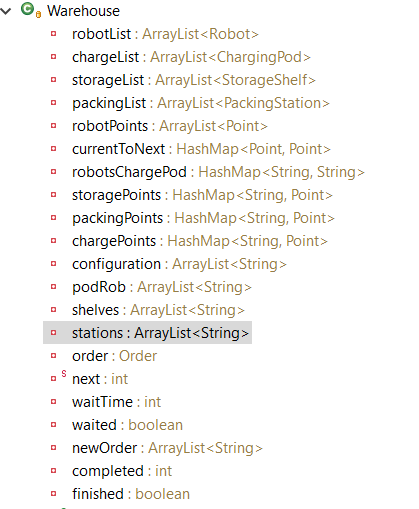 Warehouse
robotList : ArrayList<Robot>
chargeList : ArrayList<ChargingPod>
storageList : ArrayList<StorageShelf>
packingList : ArrayList<PackingStation>
robotPoints : ArrayList<Point>
currentToNext : HashMap<Point, Point>
robotsChargePod : HashMap<String, String>
storagePoints : HashMap<String, Point>
packingPoints : HashMap<String, Point>
chargePoints : HashMap<String, Point>
configuration : ArrayList<String>
podRob : ArrayList<String>
shelves : ArrayList<String>
stations : ArrayList<String>
order : Order
S next : int
waitTime : int
waited : boolean
newOrder : ArrayList<String>
completed : int
finished : boolean